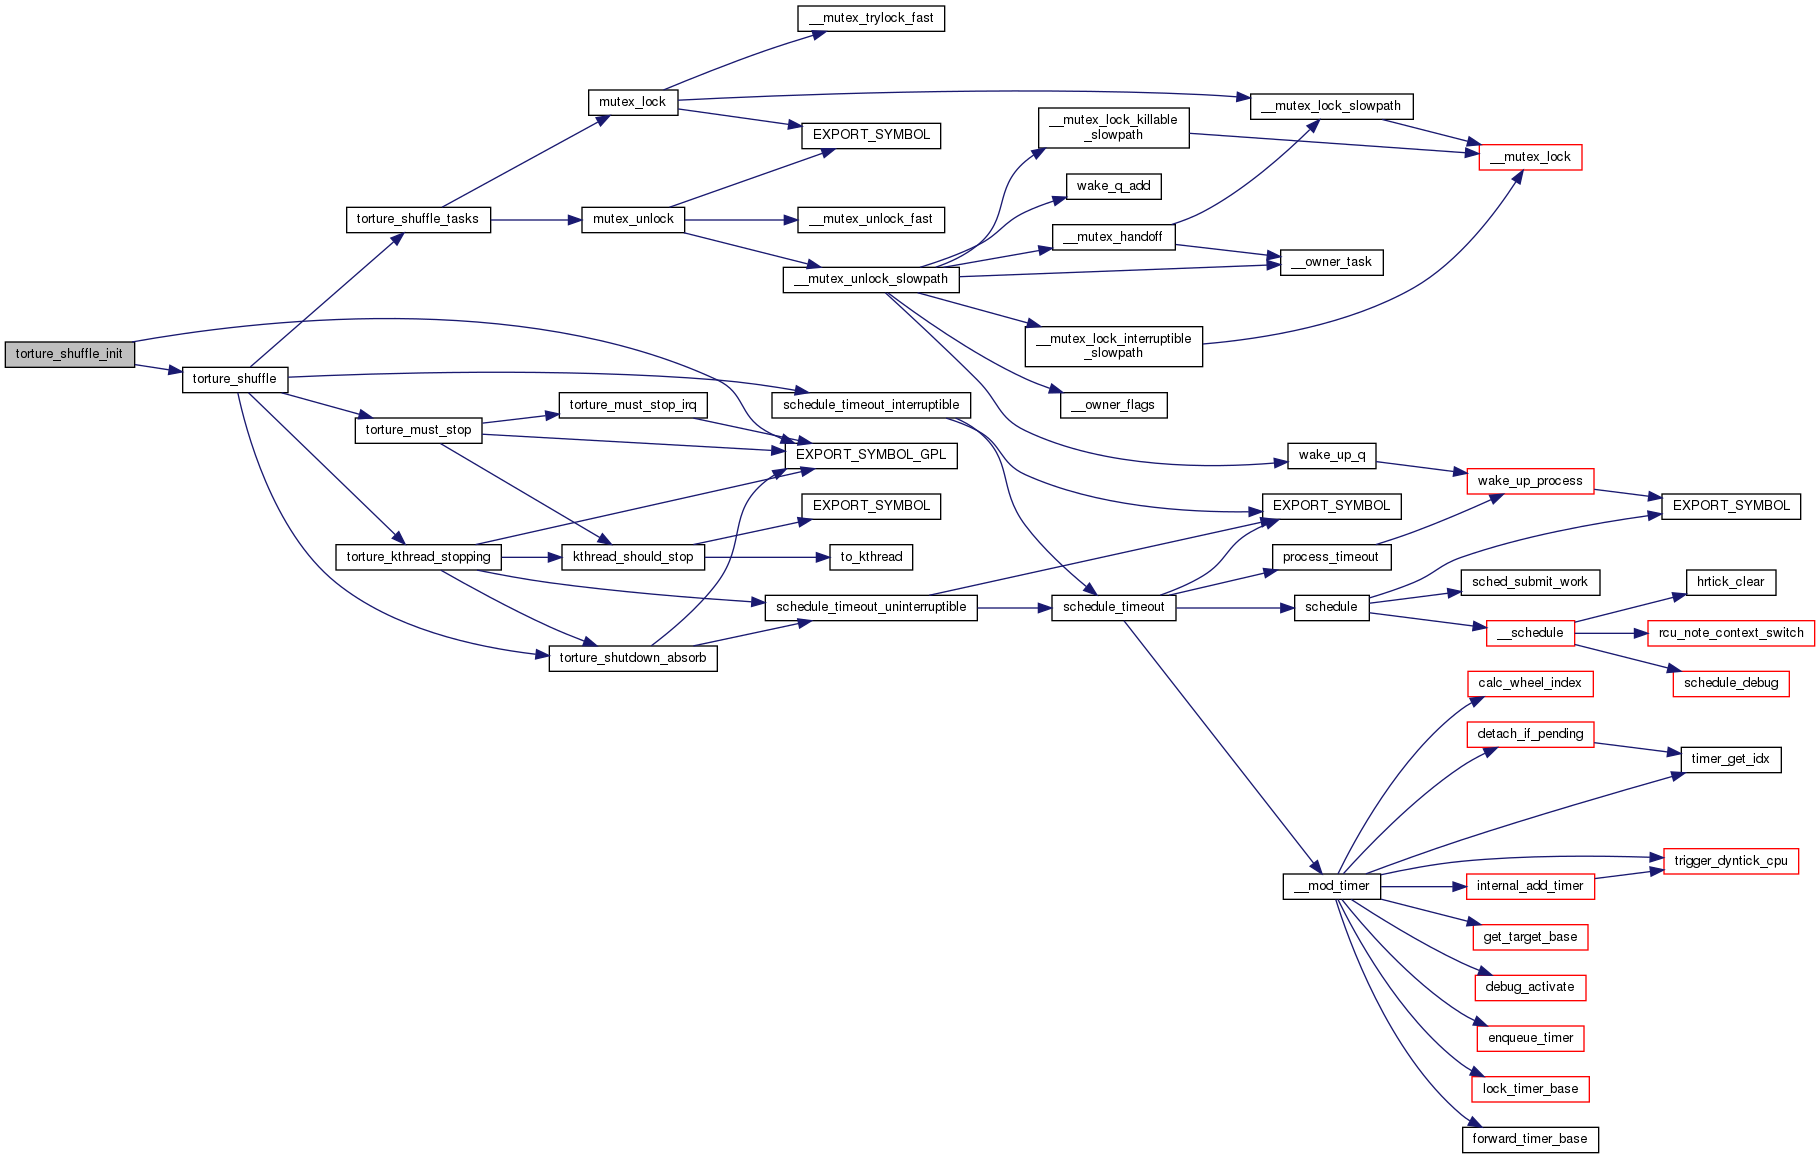 __mutex_trylock_fast
mutex_lock
__mutex_lock_slowpath
__mutex_lock_killable
_slowpath
EXPORT_SYMBOL
__mutex_lock
wake_q_add
torture_shuffle_tasks
mutex_unlock
__mutex_unlock_fast
__mutex_handoff
__owner_task
__mutex_unlock_slowpath
__mutex_lock_interruptible
_slowpath
torture_shuffle_init
torture_shuffle
schedule_timeout_interruptible
torture_must_stop_irq
__owner_flags
torture_must_stop
EXPORT_SYMBOL_GPL
wake_up_q
wake_up_process
EXPORT_SYMBOL
EXPORT_SYMBOL
EXPORT_SYMBOL
torture_kthread_stopping
kthread_should_stop
to_kthread
process_timeout
sched_submit_work
hrtick_clear
schedule_timeout_uninterruptible
schedule_timeout
schedule
__schedule
rcu_note_context_switch
torture_shutdown_absorb
calc_wheel_index
schedule_debug
detach_if_pending
timer_get_idx
trigger_dyntick_cpu
__mod_timer
internal_add_timer
get_target_base
debug_activate
enqueue_timer
lock_timer_base
forward_timer_base